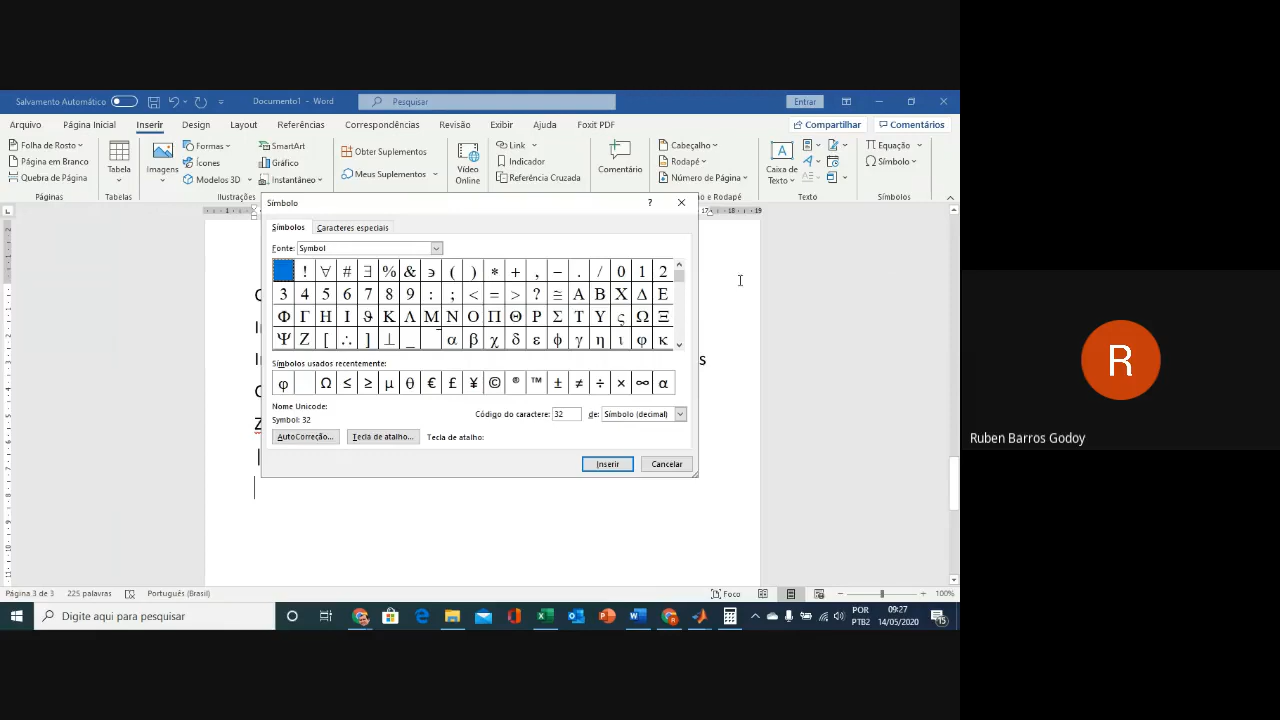 Salvamento Automático Documento1 - Word Pesquisar Entrar
Arquivo Página Inicial Inserir Design Layout Referências Correspondências Revisão Exibir Ajuda Foxit PDF Compartilhar Comentários
Folha de Rosto
Página em Branco
Quebra de Página
Páginas
Tabela
Tabelas
Imagens
Formas
Ícones
Modelos 3D
SmartArt
Gráfico
Instantâneo
Ilustrações
Obter Suplementos
Meus Suplementos
Vídeo
Online
Link
Indicador
Referência Cruzada
Comentário
Cabeçalho
Rodapé
Número de Página
e Rodapé
Caixa de
Texto
Texto
Equação
Símbolo
Símbolos
Símbolo ?
Símbolos Caracteres especiais
Fonte: Symbol
! ∀ # ∃ % & ∍ ( ) ∗ + , − . / 0 1 2
3 4 5 6 7 8 9 : ; < = > ? ≅ Α Β Χ Δ Ε
Φ Γ Η Ι ϑ Κ Λ Μ Ν Ο Π Θ Ρ Σ Τ Υ ς Ω Ξ
Ψ Ζ [ ∴ ] ⊥ _ ‾ α β χ δ ε ϕ γ η ι φ κ
Símbolos usados recentemente:
φ Ω ≤ ≥ µ θ € £ ¥ © ® ™ ± ≠ ÷ × ∞ α
Nome Unicode:
Symbol: 32
Código do caractere: 32 de: Símbolo (decimal)
AutoCorreção... Tecla de atalho... Tecla de atalho:
Inserir Cancelar
Página 3 de 3 225 palavras Português (Brasil) Foco 100%
Digite aqui para pesquisar
POR
PTB2
09:27
14/05/2020
15
R
Ruben Barros Godoy